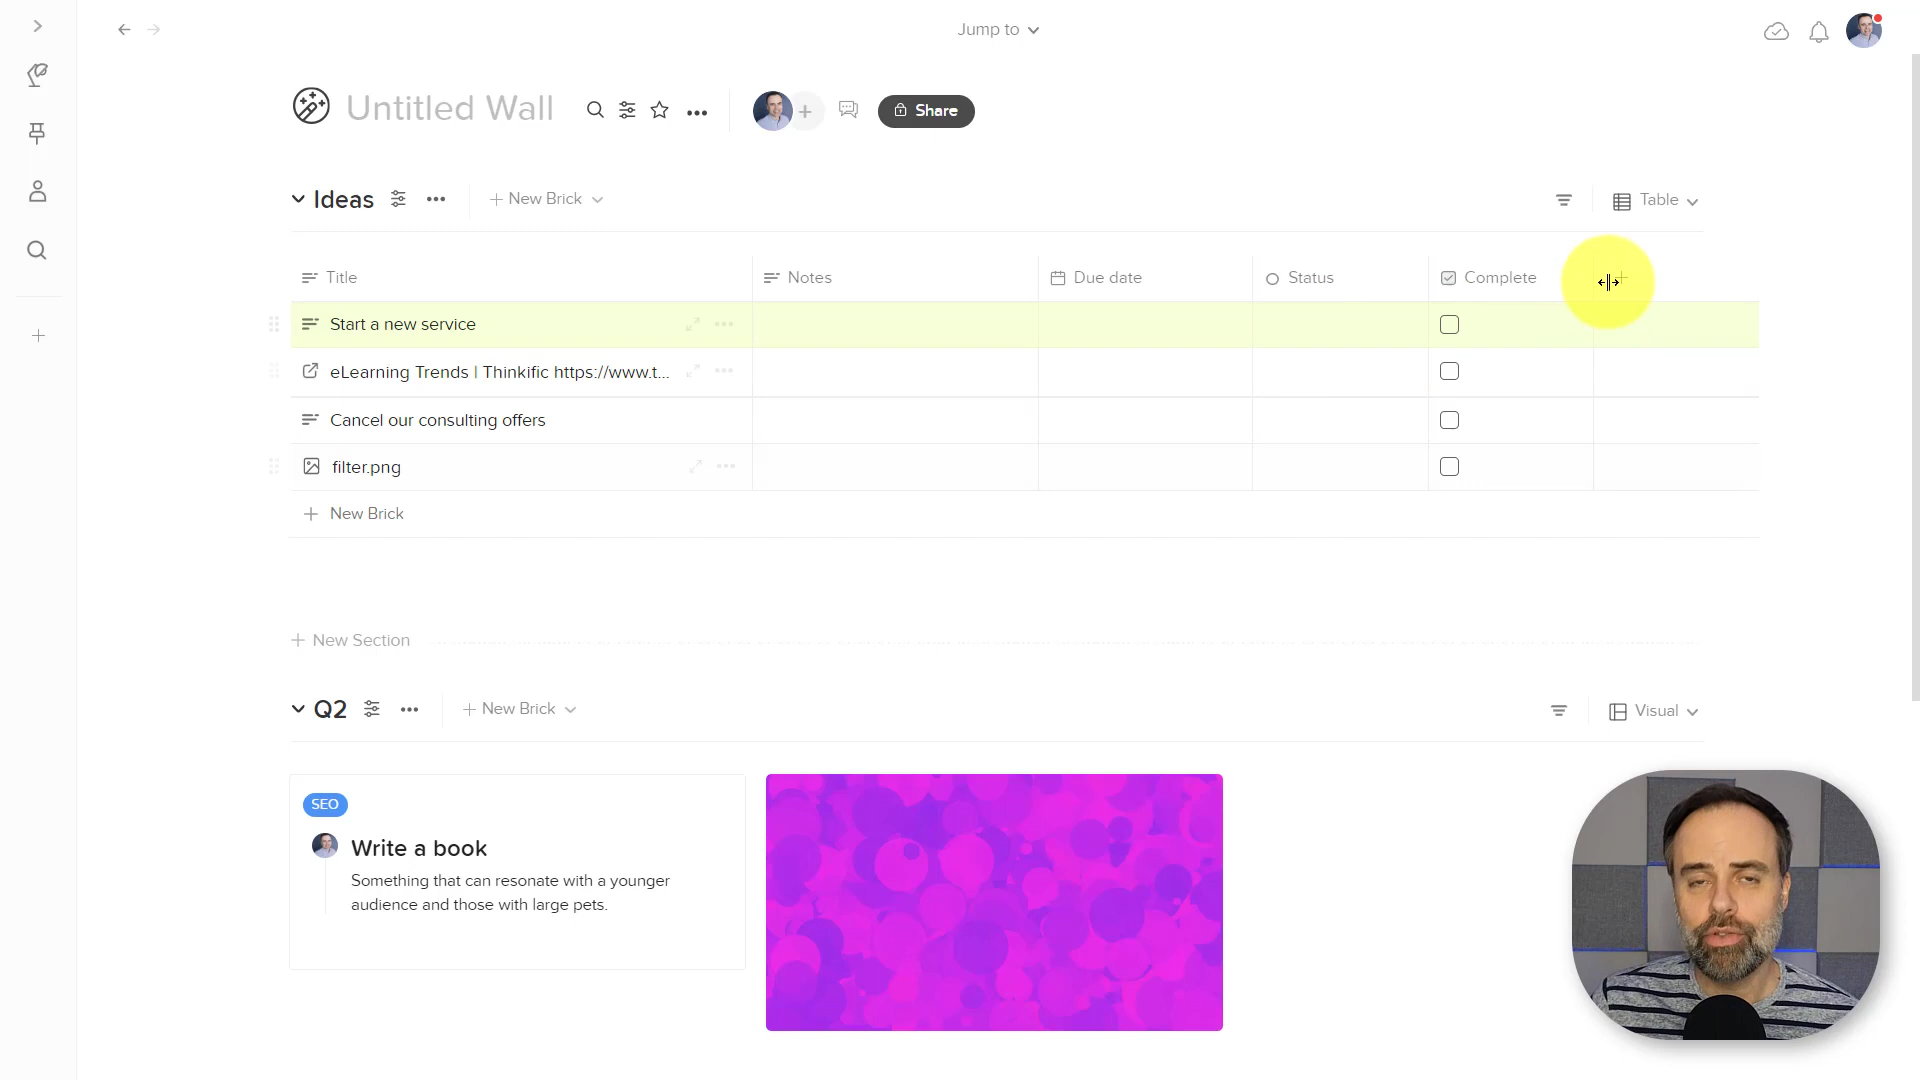 Jump to
Untitled Wall
Share
Ideas
New Brick
Table
Title
Notes
Due date
Status
Complete
Start a new service
eLearning Trends | Thinkific https://www.t...
Cancel our consulting offers
filter.png
New Brick
New Section
Q2
New Brick
Visual
SEO
Write a book
Something that can resonate with a younger
audience and those with large pets.